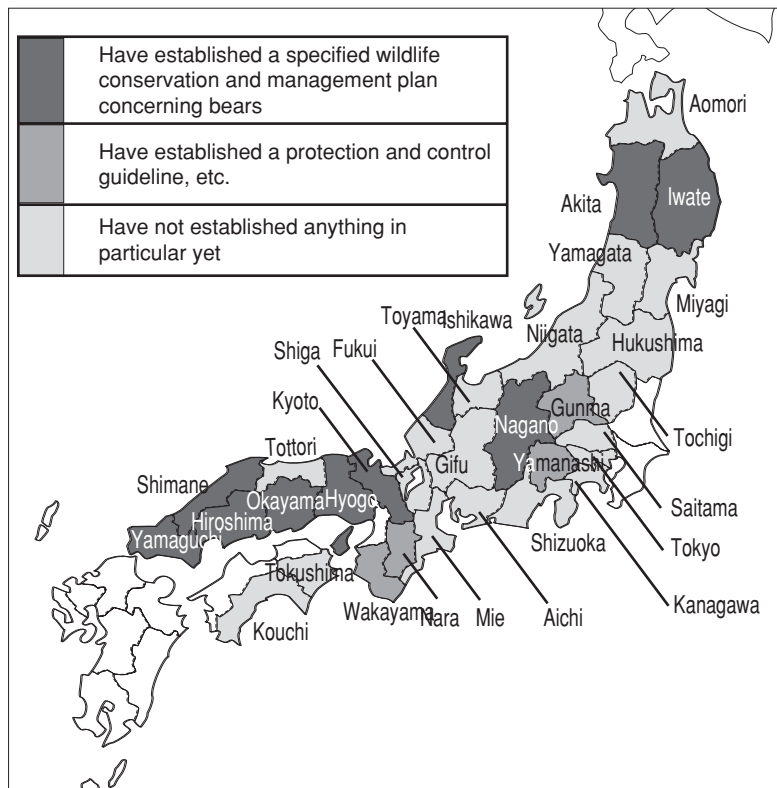 Have established a specified wildlife
conservation and management plan
concerning bears
Have established a protection and control
guideline, etc.
Have not established anything in
particular yet
Aomori
Akita
Iwate
Yamagata
Miyagi
Toyama
Ishikawa
Niigata
Hukushima
Shiga
Fukui
Kyoto
Nagano
Gunma
Tochigi
Tottori
Gifu
Yamanashi
Shimane
Okayama
Hyogo
Saitama
Hiroshima
Yamaguchi
Shizuoka
Tokyo
Tokushima
Wakayama
Nara
Mie
Aichi
Kanagawa
Kouchi